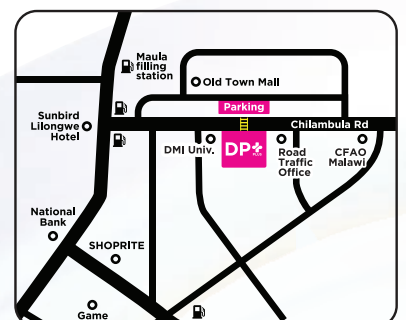 Maula
filling
station
Old Town Mall
Parking
Sunbird
Lilongwe
Hotel
Chilambula Rd
DMI Univ.
DP+
PLUS
Road
Traffic
Office
CFAO
Malawi
National
Bank
SHOPRITE
Game